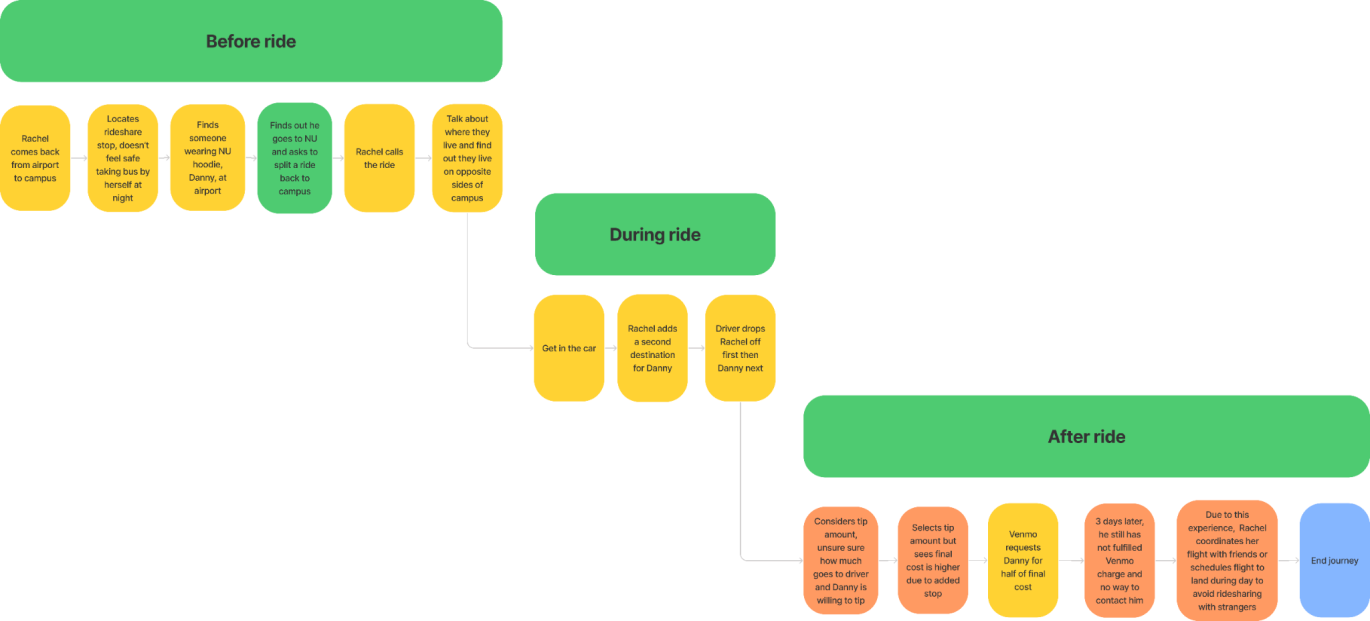 Before ride
Rachel
comes back
from airport
to campus
Locates
rideshare
stop, doesn't
feel safe
taking bus by
herself at
night
Finds
someone
wearing NU
hoodie,
Danny, at
airport
Finds out he
goes to NU
and asks to
split a ride
back to
campus
Rachel calls
the ride
Talk about
where they
live and find
out they live
on opposite
sides of
campus
During ride
Get in the car
Rachel adds
a second
destination
for Danny
Driver drops
Rachel off
first then
Danny next
After ride
Considers tip
amount,
unsure sure
how much
goes to driver
and Danny is
willing to tip
Selects tip
amount but
sees final
cost is higher
due to added
stop
Venmo
requests
Danny for
half of final
cost
3 days later,
he still has
not fulfilled
Venmo
charge and
no way to
contact him
Due to this
experience, Rachel
coordinates her
flight with friends or
schedules flight to
land during day to
avoid ridesharing
with strangers
End journey